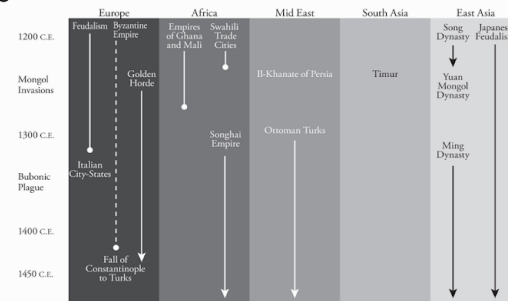 Europe
Africa
Mid East
South Asia
East Asia
1200 C.E.
Feudalism
Byzantine
Empire
Empires
of Ghana
and Mali
Swahili
Trade
Cities
Song
Dynasty
Japanes
Feudalis
Mongol
Invasions
Golden
Horde
Il-Khanate of Persia
Timur
Yuan
Mongol
Dynasty
1300 C.E.
Songhai
Empire
Ottoman Turks
Ming
Dynasty
Italian
City-States
Bubonic
Plague
1400 C.E.
Fall of
Constantinople
to Turks
1450 C.E.